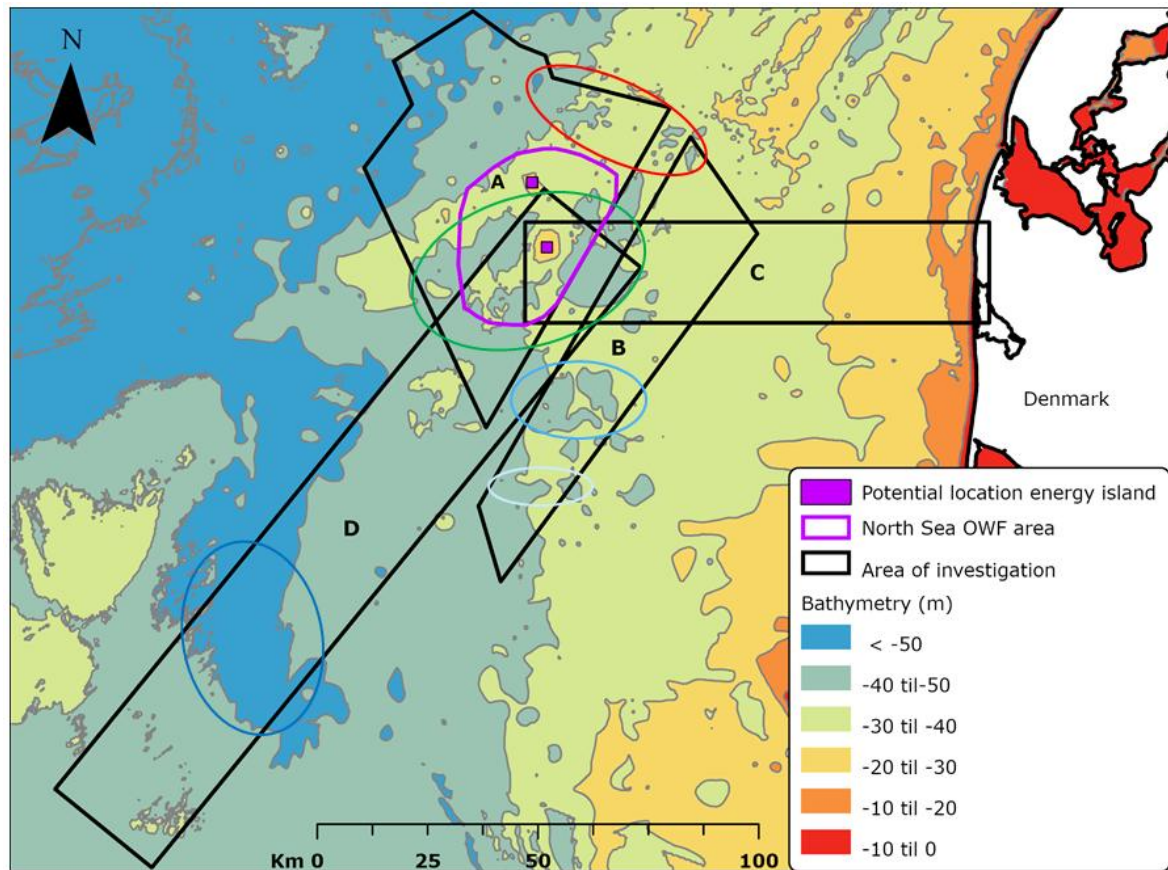 N
A
C
B
D
Denmark
Potential location energy island
North Sea OWF area
Area of investigation
Bathymetry (m)
< -50
-40 til-50
-30 til -40
-20 til -30
-10 til -20
-10 til 0
Km 0 25 50 100